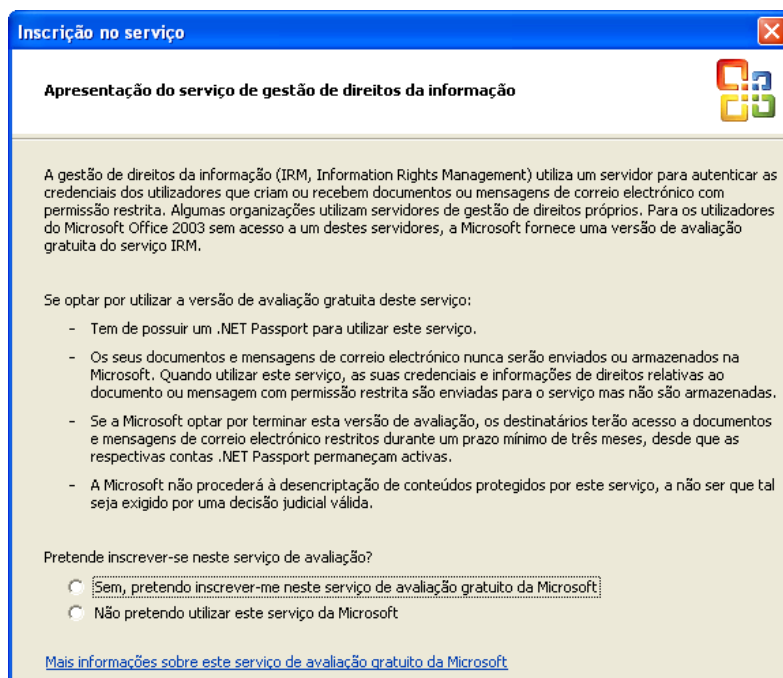 Inscrição no serviço
Apresentação do serviço de gestão de direitos da informação
A gestão de direitos da informação (IRM, Information Rights Management) utiliza um servidor para autenticar as
credenciais dos utilizadores que criam ou recebem documentos ou mensagens de correio electrónico com
permissão restrita. Algumas organizações utilizam servidores de gestão de direitos próprios. Para os utilizadores
do Microsoft Office 2003 sem acesso a um destes servidores, a Microsoft fornece uma versão de avaliação
gratuita do serviço IRM.
Se optar por utilizar a versão de avaliação gratuita deste serviço:
- Tem de possuir um .NET Passport para utilizar este serviço.
- Os seus documentos e mensagens de correio electrónico nunca serão enviados ou armazenados na
Microsoft. Quando utilizar este serviço, as suas credenciais e informações de direitos relativas ao
documento ou mensagem com permissão restrita são enviadas para o serviço mas não são armazenadas.
- Se a Microsoft optar por terminar esta versão de avaliação, os destinatários terão acesso a documentos
e mensagens de correio electrónico restritos durante um prazo mínimo de três meses, desde que as
respectivas contas .NET Passport permaneçam activas.
- A Microsoft não procederá à desencriptação de conteúdos protegidos por este serviço, a não ser que tal
seja exigido por uma decisão judicial válida.
Pretende inscrever-se neste serviço de avaliação?
Sem, pretendo inscrever-me neste serviço de avaliação gratuito da Microsoft
Não pretendo utilizar este serviço da Microsoft
Mais informações sobre este serviço de avaliação gratuito da Microsoft